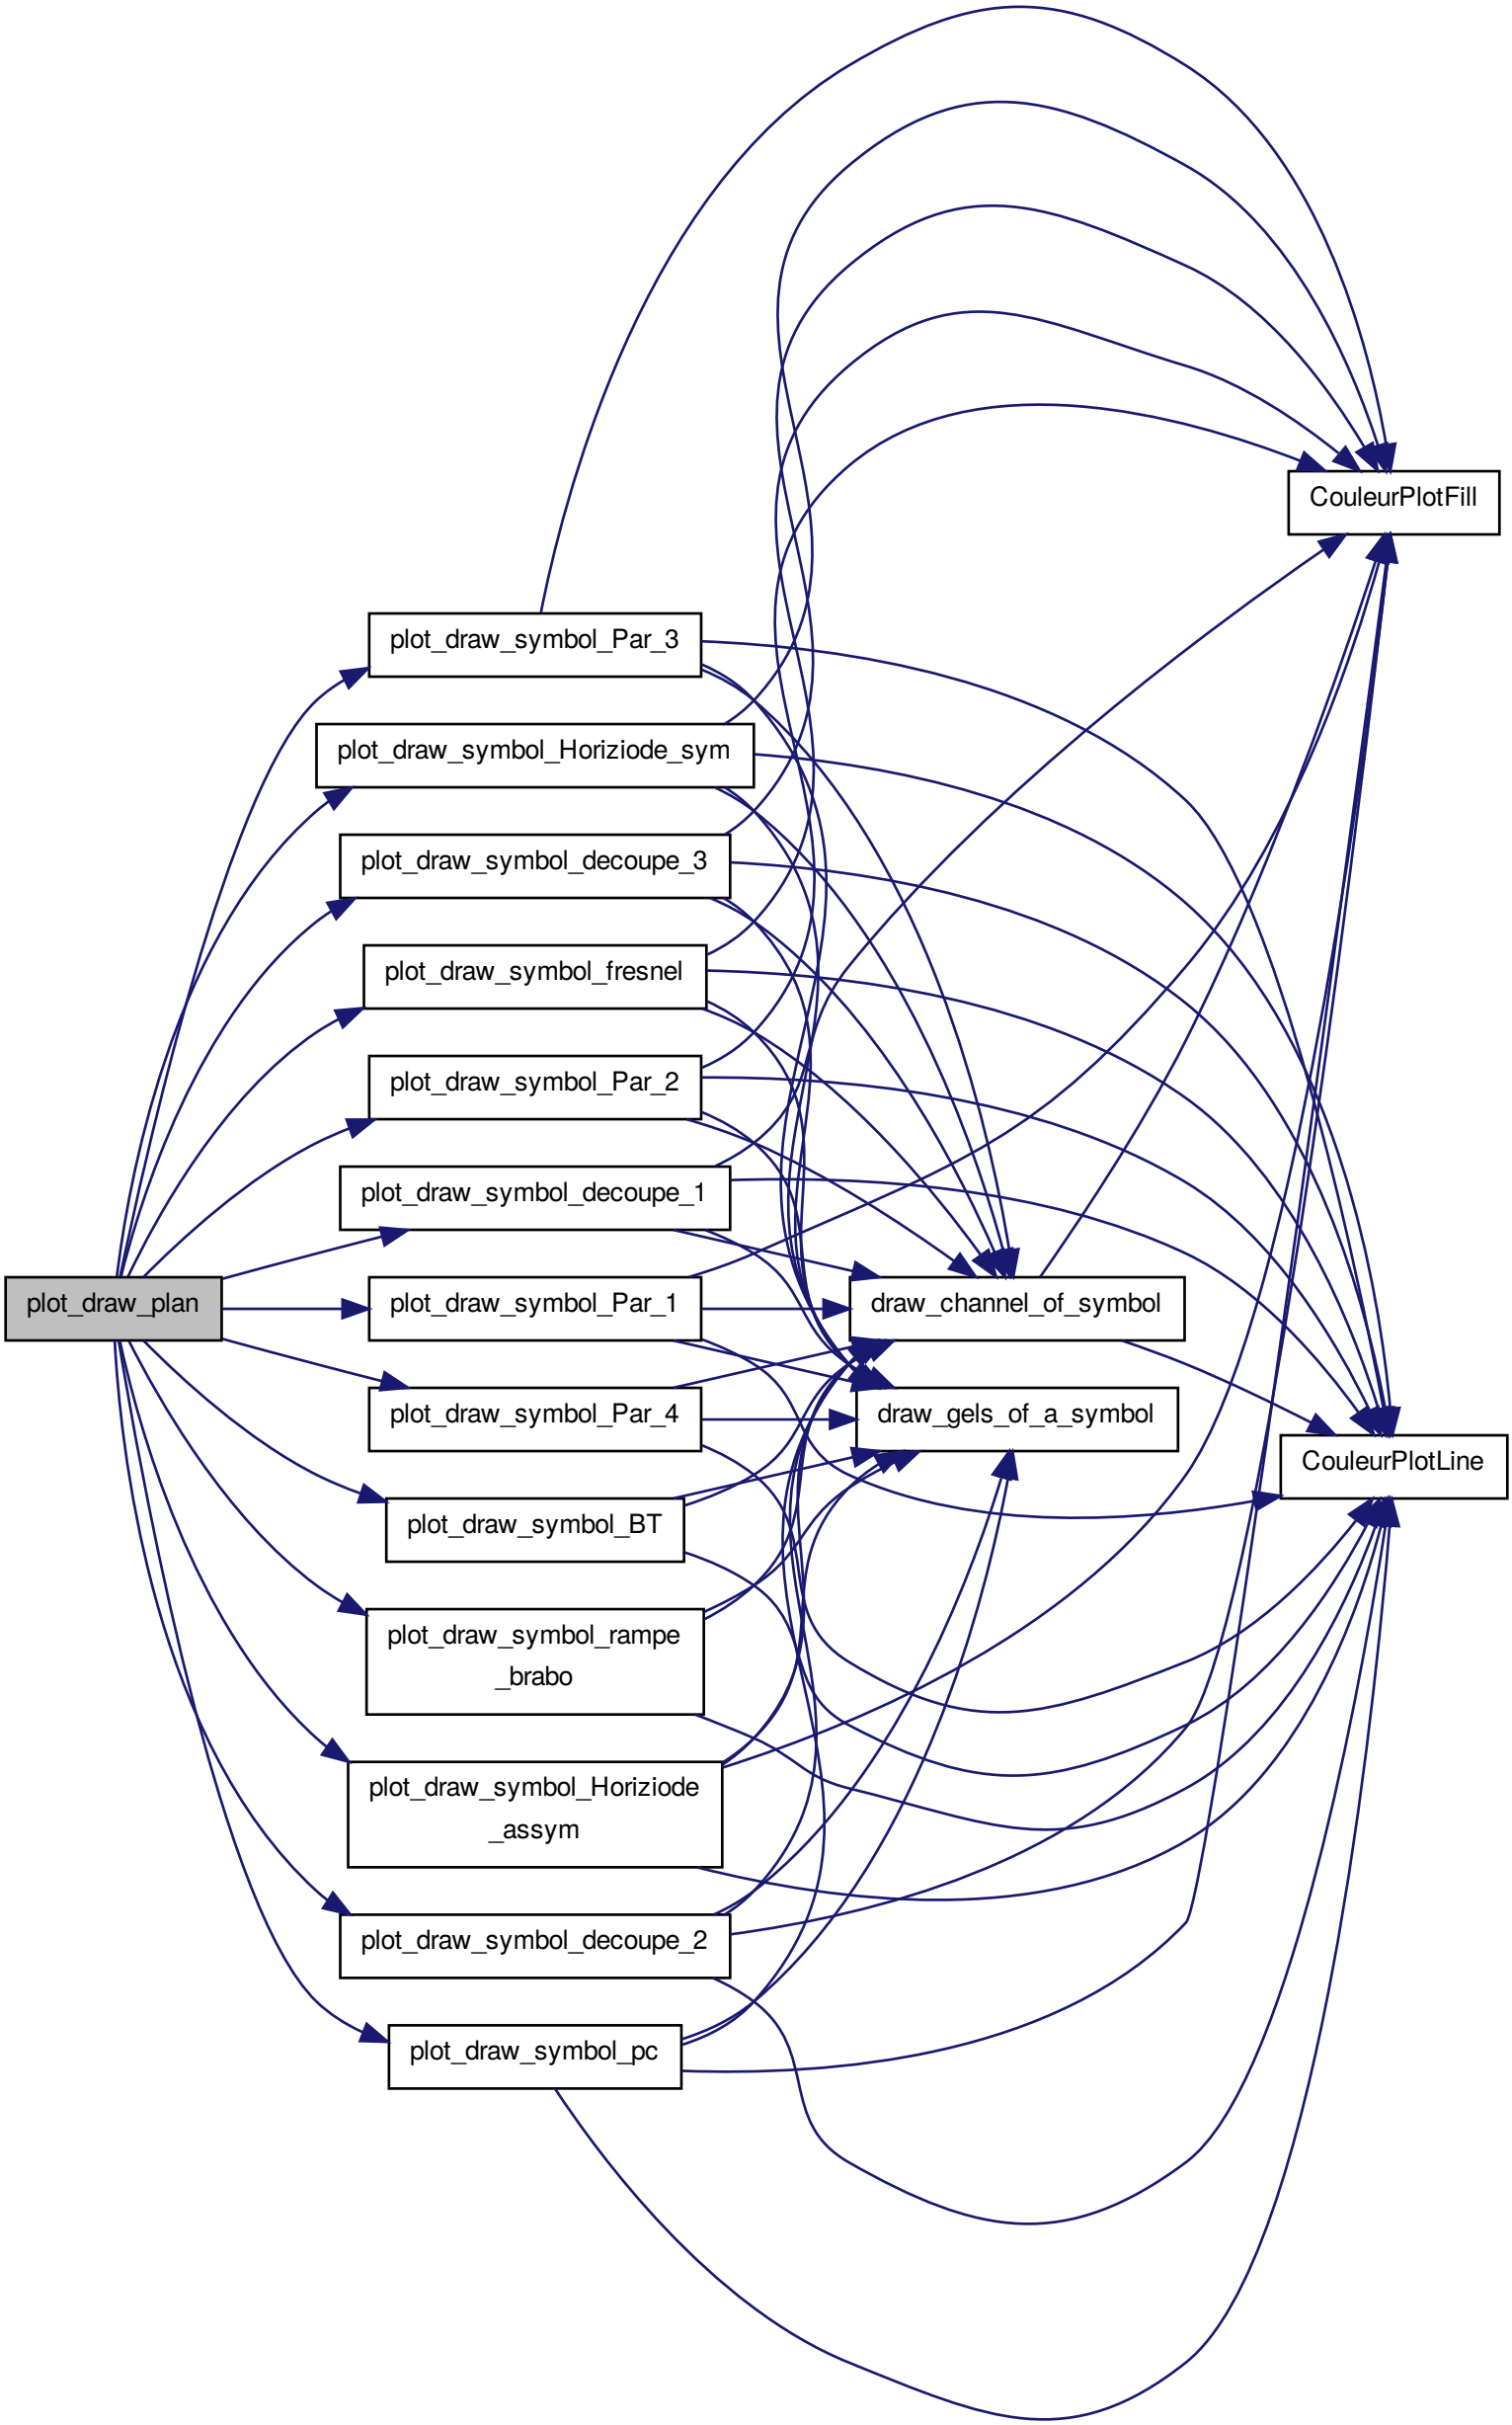 plot_draw_plan
plot_draw_symbol_Par_3
plot_draw_symbol_Horiziode_sym
plot_draw_symbol_decoupe_3
plot_draw_symbol_fresnel
plot_draw_symbol_Par_2
plot_draw_symbol_decoupe_1
plot_draw_symbol_Par_1
plot_draw_symbol_Par_4
plot_draw_symbol_BT
plot_draw_symbol_rampe
_brabo
plot_draw_symbol_Horiziode
_assym
plot_draw_symbol_decoupe_2
plot_draw_symbol_pc
draw_channel_of_symbol
draw_gels_of_a_symbol
CouleurPlotFill
CouleurPlotLine